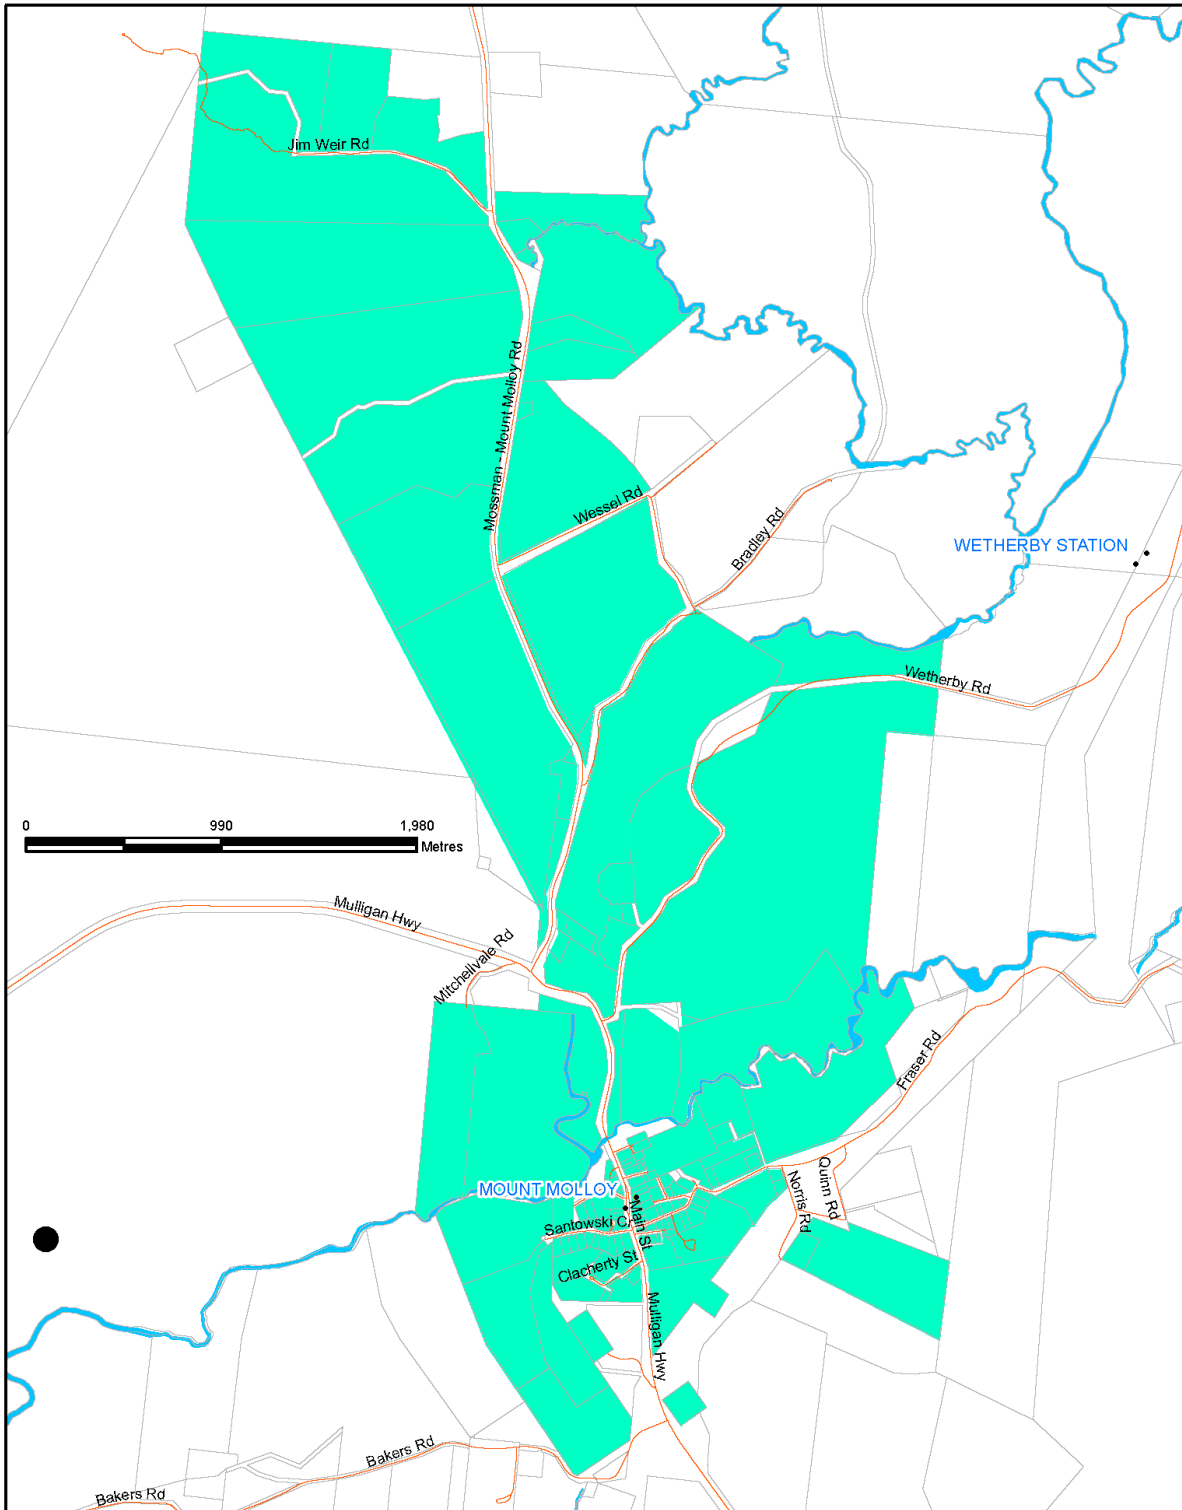 Jim Weir Rd
Mossman - Mount Molloy Rd
Wessel Rd
Bradley Rd
WETHERBY STATION
Wetherby Rd
0 990 1,980
Metres
Mulligan Hwy
Mitchellvale Rd
Fraser Rd
MOUNT MOLLOY
Quinn Rd
Norris Rd
Main St
Santowski C
Clacherty St
Mulligan Hwy
Bakers Rd
Bakers Rd